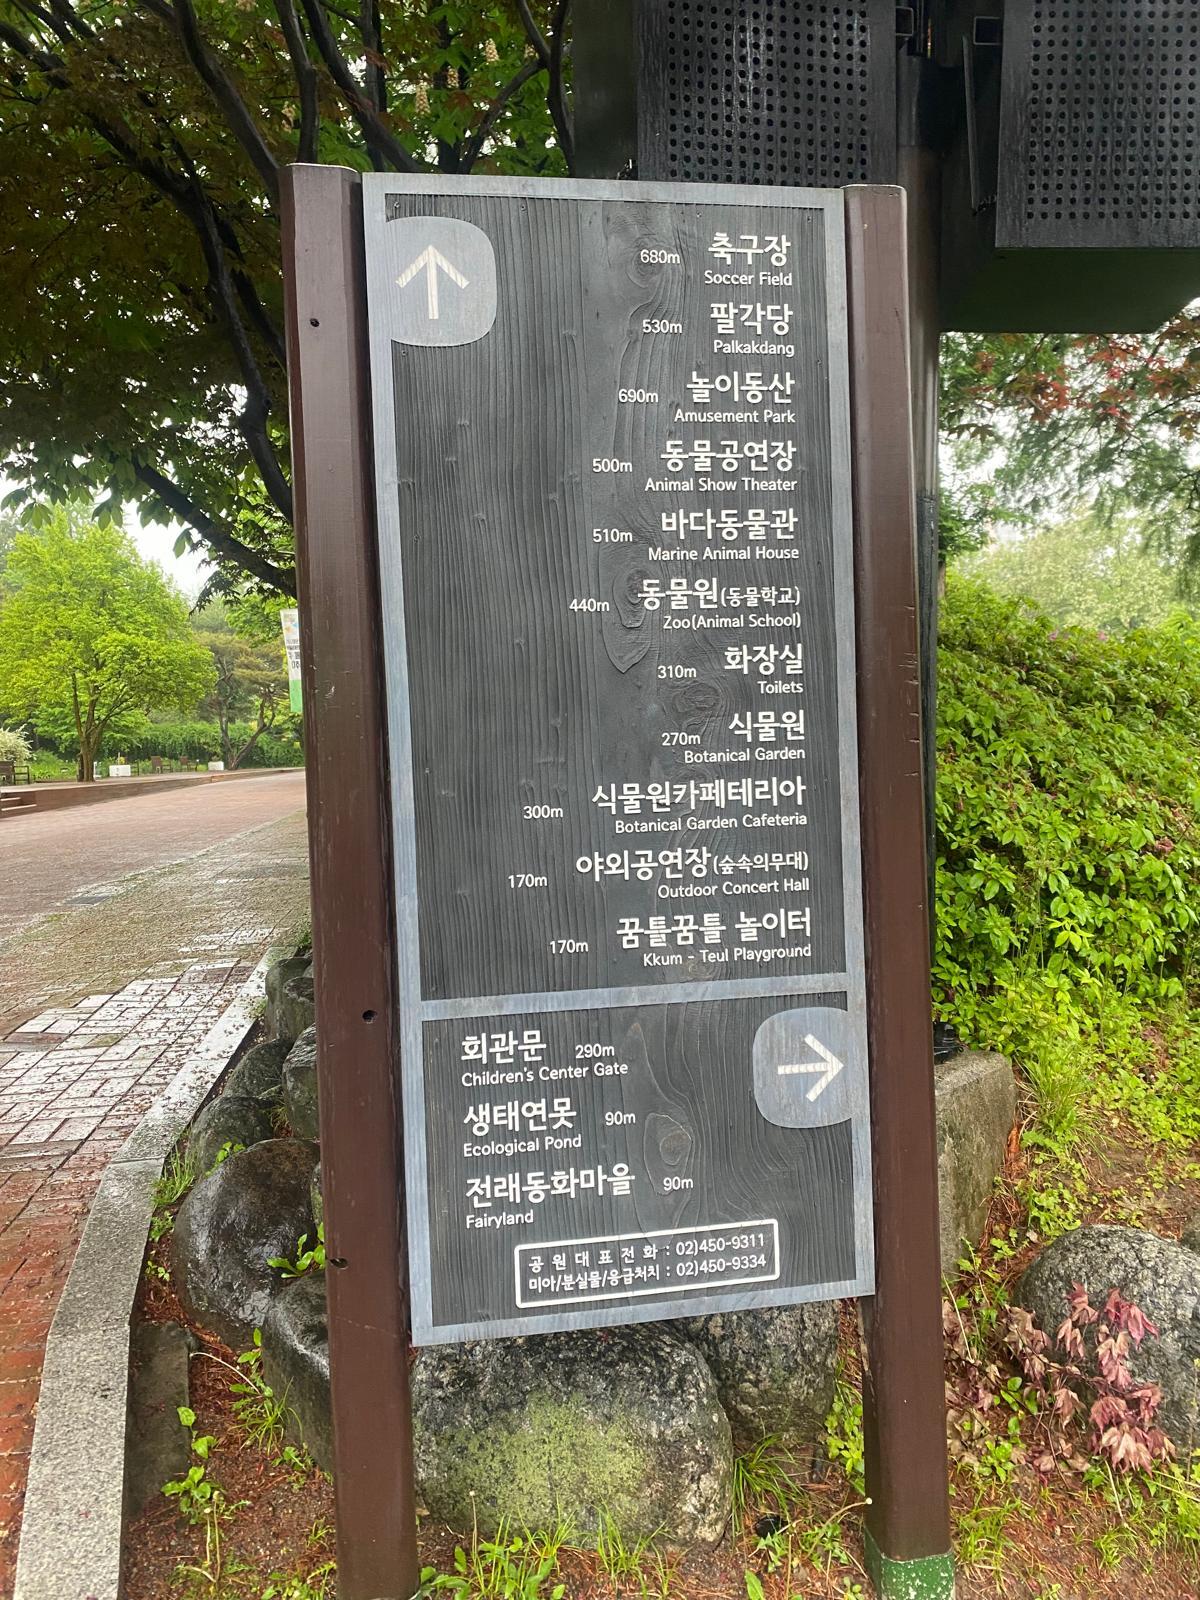 680m 축구장
Soccer Field
530m 팔각당
Palkakdang
690m 놀이동산
Amusement Park
500m 동물공연장
Animal Show Theater
510m 바다동물관
Marine Animal House
440m 동물원(동물학교)
Zoo(Animal School)
310m 화장실
Toilets
270m 식물원
Botanical Garden
300m 식물원카페테리아
Botanical Garden Cafeteria
170m 야외공연장(숲속의무대)
Outdoor Concert Hall
170m 꿈틀꿈틀 놀이터
Kkum - Teul Playground
회관문 290m
Children's Center Gate
생태연못 90m
Ecological Pond
전래동화마을 90m
Fairyland
공원대표전화 : 02)450-9311
미아/분실물/응급처치 : 02)450-9334